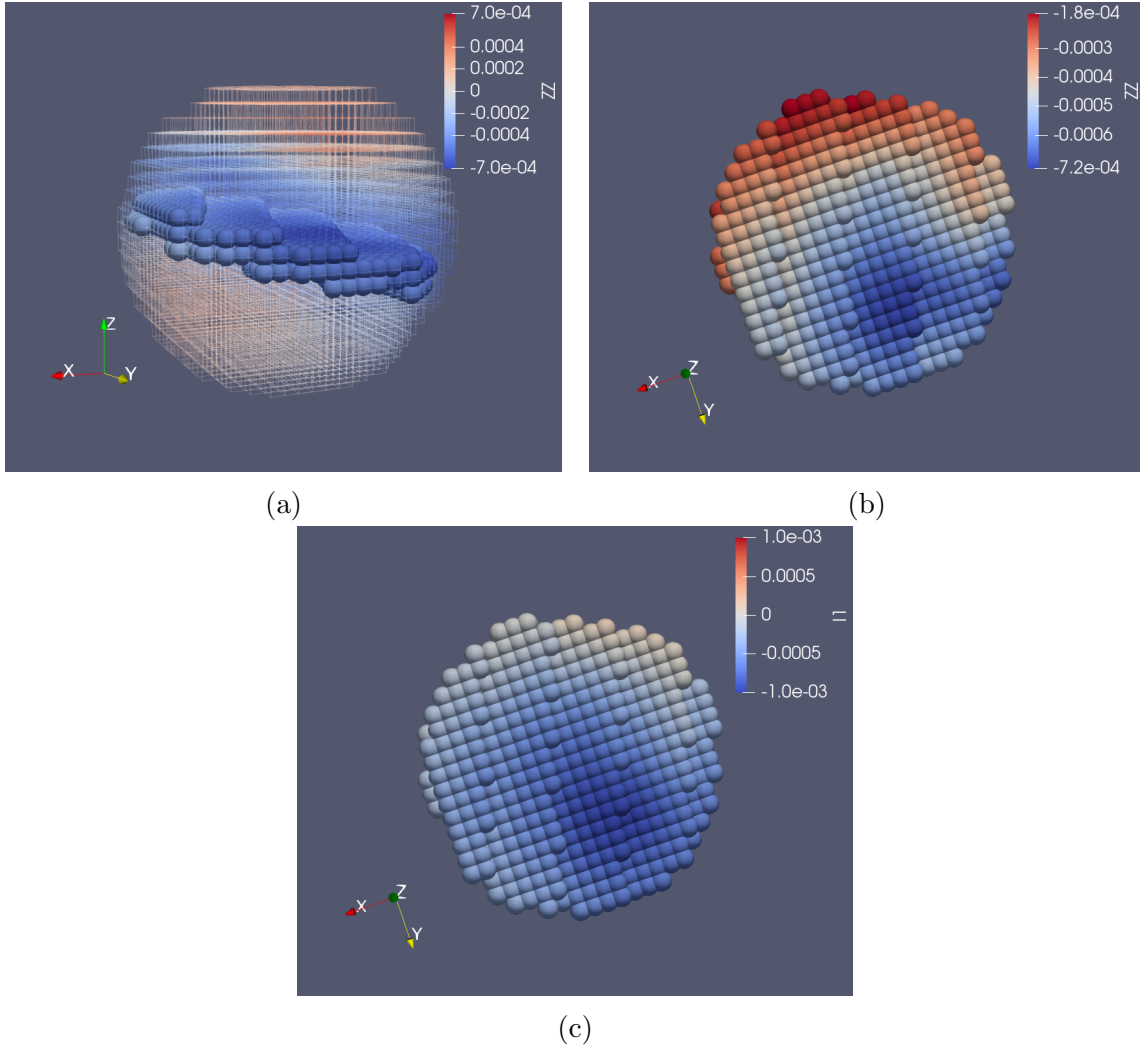 7.0e-04
0.0004
0.0002
0
-0.0002
-0.0004
-7.0e-04
ZZ
Z
X
Y
(a)
-1.8e-04
-0.0003
-0.0004
-0.0005
-0.0006
-7.2e-04
ZZ
Z
X
Y
(b)
1.0e-03
0.0005
0
-0.0005
-1.0e-03
I1
Z
X
Y
(c)